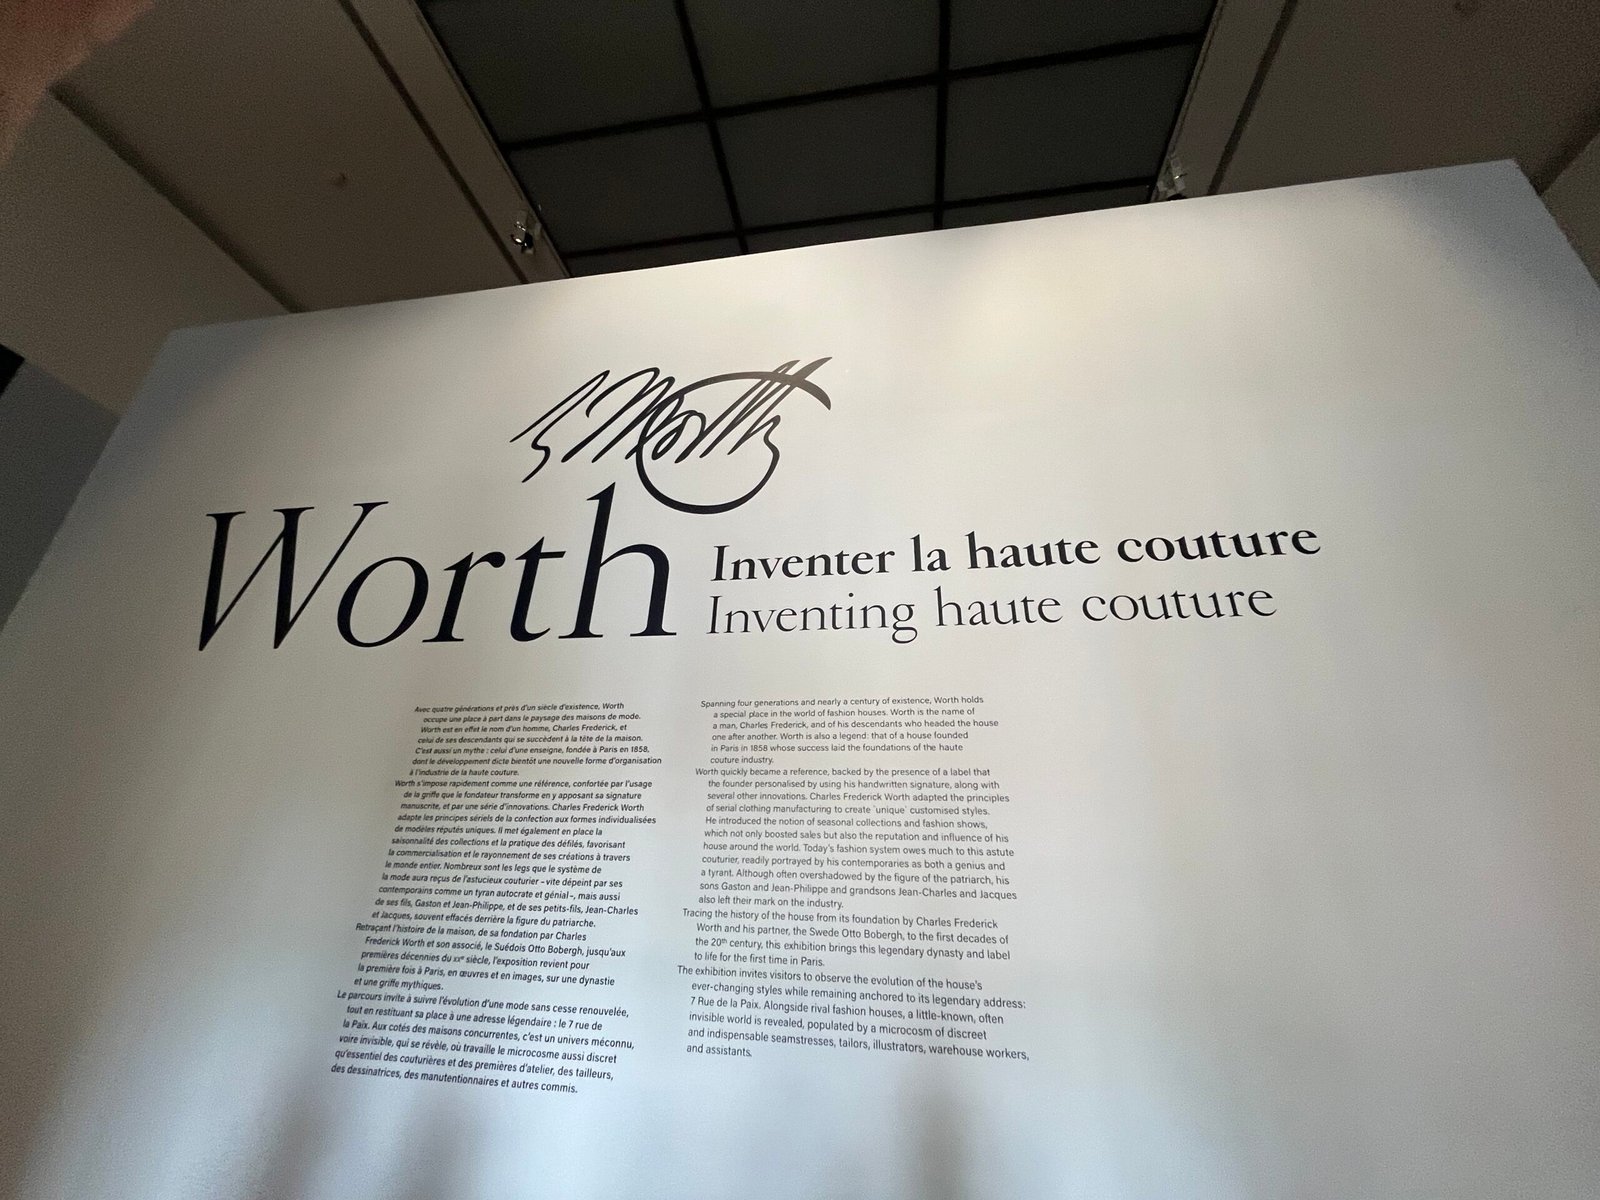 Worth
Worth
Inventer la haute couture
Inventing haute couture
Avec quatre générations et près d'un siècle d'existence, Worth
occupe une place à part dans le paysage des maisons de mode.
Worth est en effet le nom d'un homme, Charles Frederick, et
celui de ses descendants qui se succèdent à la tête de la maison.
C'est aussi un mythe : celui d'une enseigne, fondée à Paris en 1858,
dont le développement dicte bientôt une nouvelle forme d'organisation
à l'industrie de la haute couture.
Worth s'impose rapidement comme une référence, confortée par l'usage
de la griffe que le fondateur transforme en y apposant sa signature
manuscrite, et par une série d'innovations. Charles Frederick Worth
adapte les principes sériels de la confection aux formes individualisées
de modèles réputés uniques. Il met également en place la
saisonnalité des collections et la pratique des défilés, favorisant
la commercialisation et le rayonnement de ses créations à travers
le monde entier. Nombreux sont les legs que le système de
la mode aura reçus de l'astucieux couturier – vite dépeint par ses
contemporains comme un tyran autocrate et génial –, mais aussi
de ses fils, Gaston et Jean-Philippe, et de ses petits-fils, Jean-Charles
et Jacques, souvent effacés derrière la figure du patriarche.
Retraçant l'histoire de la maison, de sa fondation par Charles
Frederick Worth et son associé, le Suédois Otto Bobergh, jusqu'aux
premières décennies du XXe siècle, l'exposition revient pour
la première fois à Paris, en œuvres et en images, sur une dynastie
et une griffe mythiques.
Le parcours invite à suivre l'évolution d'une mode sans cesse renouvelée,
tout en restituant sa place à une adresse légendaire : le 7 rue de
la Paix. Aux cotés des maisons concurrentes, c'est un univers méconnu,
voire invisible, qui se révèle, où travaille le microcosme aussi discret
qu'essentiel des couturières et des premières d'atelier, des tailleurs,
des dessinatrices, des manutentionnaires et autres commis.
Spanning four generations and nearly a century of existence, Worth holds
a special place in the world of fashion houses. Worth is the name of
a man, Charles Frederick, and of his descendants who headed the house
one after another. Worth is also a legend: that of a house founded
in Paris in 1858 whose success laid the foundations of the haute
couture industry.
Worth quickly became a reference, backed by the presence of a label that
the founder personalised by using his handwritten signature, along with
several other innovations. Charles Frederick Worth adapted the principles
of serial clothing manufacturing to create 'unique' customised styles.
He introduced the notion of seasonal collections and fashion shows,
which not only boosted sales but also the reputation and influence of his
house around the world. Today's fashion system owes much to this astute
couturier, readily portrayed by his contemporaries as both a genius and
a tyrant. Although often overshadowed by the figure of the patriarch, his
sons Gaston and Jean-Philippe and grandsons Jean-Charles and Jacques
also left their mark on the industry.
Tracing the history of the house from its foundation by Charles Frederick
Worth and his partner, the Swede Otto Bobergh, to the first decades of
the 20th century, this exhibition brings this legendary dynasty and label
to life for the first time in Paris.
The exhibition invites visitors to observe the evolution of the house's
ever-changing styles while remaining anchored to its legendary address:
7 Rue de la Paix. Alongside rival fashion houses, a little-known, often
invisible world is revealed, populated by a microcosm of discreet
and indispensable seamstresses, tailors, illustrators, warehouse workers,
and assistants.